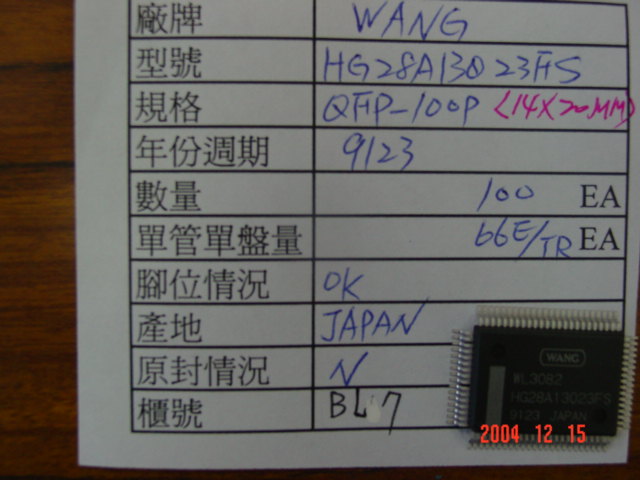 廠牌 WANG
型號 HG28A13023FS
規格 QFP-100P (14X20MM)
年份週期 9123
數量 100 EA
單管單盤量 66E/TR EA
腳位情況 OK
產地 JAPAN
原封情況 N
櫃號 BL 7
WANG
WL3082
HG28A13023FS
9123 JAPAN
2004 12 15